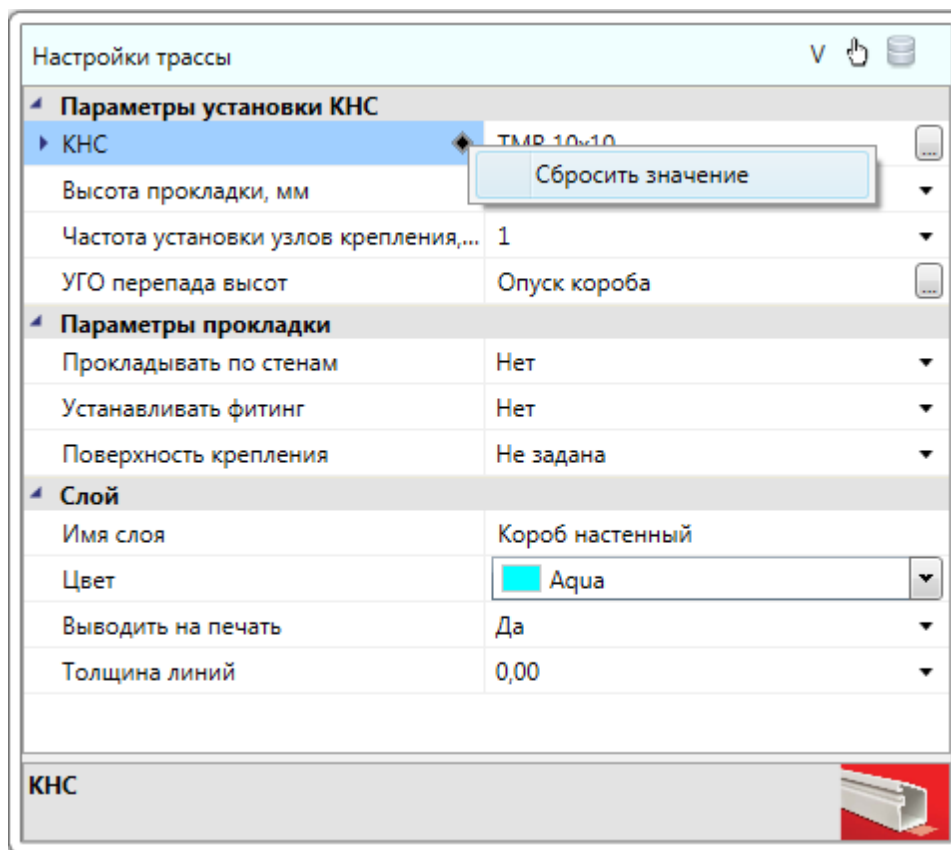 Настройки трассы V
Параметры установки КНС
КНС TMR 10x10 ...
Сбросить значение
Высота прокладки, мм
Частота установки узлов крепления,... 1
УГО перепада высот Опуск короба ...
Параметры прокладки
Прокладывать по стенам Нет
Устанавливать фитинг Нет
Поверхность крепления Не задана
Слой
Имя слоя Короб настенный
Цвет Aqua
Выводить на печать Да
Толщина линий 0,00
КНС